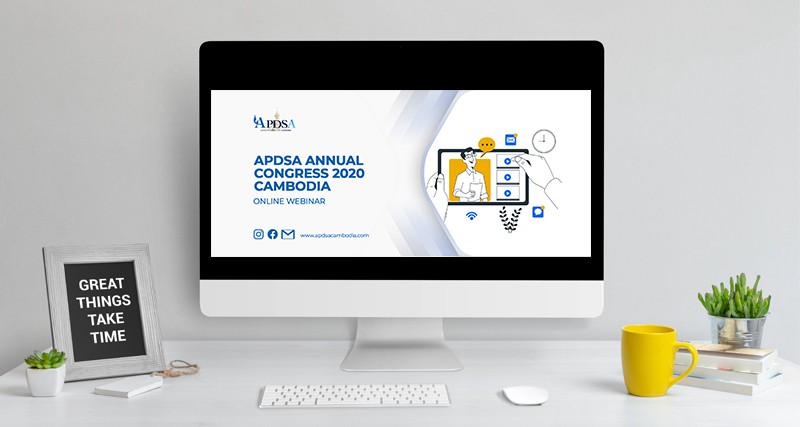 APDSA
APDSA ANNUAL
CONGRESS 2020
CAMBODIA
ONLINE WEBINAR
www.apdsacambodia.com
GREAT
THINGS
TAKE
TIME